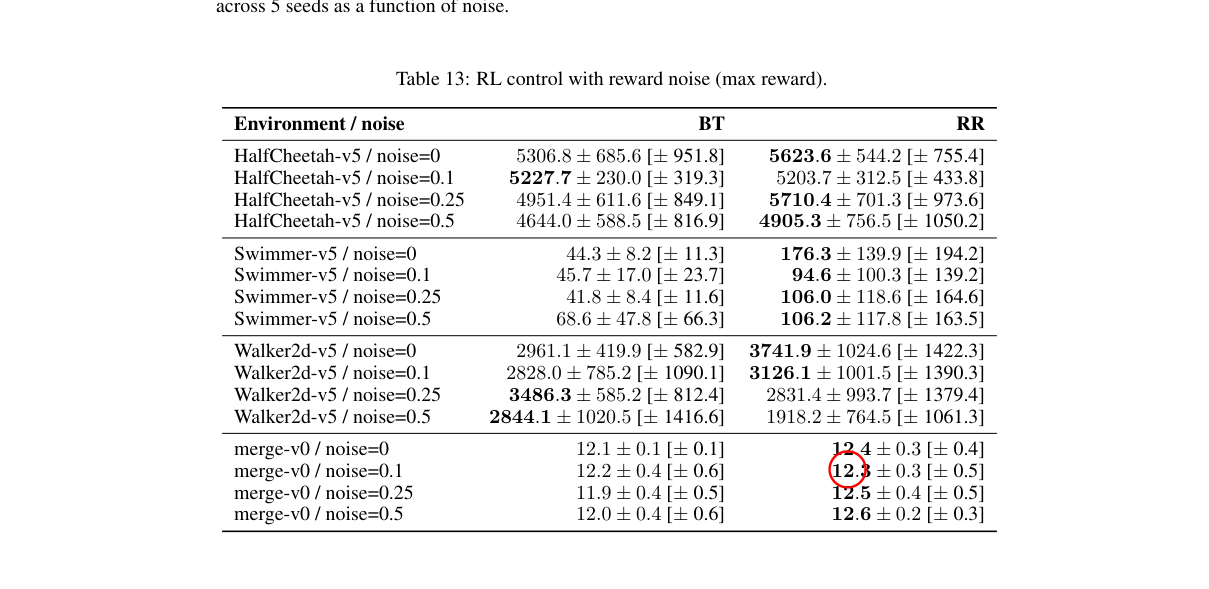 across 5 seeds as a function of noise.
Table 13: RL control with reward noise (max reward).
Environment / noise BT RR
HalfCheetah-v5 / noise=0 5306.8 ± 685.6 [± 951.8] 5623.6 ± 544.2 [± 755.4]
HalfCheetah-v5 / noise=0.1 5227.7 ± 230.0 [± 319.3] 5203.7 ± 312.5 [± 433.8]
HalfCheetah-v5 / noise=0.25 4951.4 ± 611.6 [± 849.1] 5710.4 ± 701.3 [± 973.6]
HalfCheetah-v5 / noise=0.5 4644.0 ± 588.5 [± 816.9] 4905.3 ± 756.5 [± 1050.2]
Swimmer-v5 / noise=0 44.3 ± 8.2 [± 11.3] 176.3 ± 139.9 [± 194.2]
Swimmer-v5 / noise=0.1 45.7 ± 17.0 [± 23.7] 94.6 ± 100.3 [± 139.2]
Swimmer-v5 / noise=0.25 41.8 ± 8.4 [± 11.6] 106.0 ± 118.6 [± 164.6]
Swimmer-v5 / noise=0.5 68.6 ± 47.8 [± 66.3] 106.2 ± 117.8 [± 163.5]
Walker2d-v5 / noise=0 2961.1 ± 419.9 [± 582.9] 3741.9 ± 1024.6 [± 1422.3]
Walker2d-v5 / noise=0.1 2828.0 ± 785.2 [± 1090.1] 3126.1 ± 1001.5 [± 1390.3]
Walker2d-v5 / noise=0.25 3486.3 ± 585.2 [± 812.4] 2831.4 ± 993.7 [± 1379.4]
Walker2d-v5 / noise=0.5 2844.1 ± 1020.5 [± 1416.6] 1918.2 ± 764.5 [± 1061.3]
merge-v0 / noise=0 12.1 ± 0.1 [± 0.1] 12.4 ± 0.3 [± 0.4]
merge-v0 / noise=0.1 12.2 ± 0.4 [± 0.6] 12.3 ± 0.3 [± 0.5]
merge-v0 / noise=0.25 11.9 ± 0.4 [± 0.5] 12.5 ± 0.4 [± 0.5]
merge-v0 / noise=0.5 12.0 ± 0.4 [± 0.6] 12.6 ± 0.2 [± 0.3]